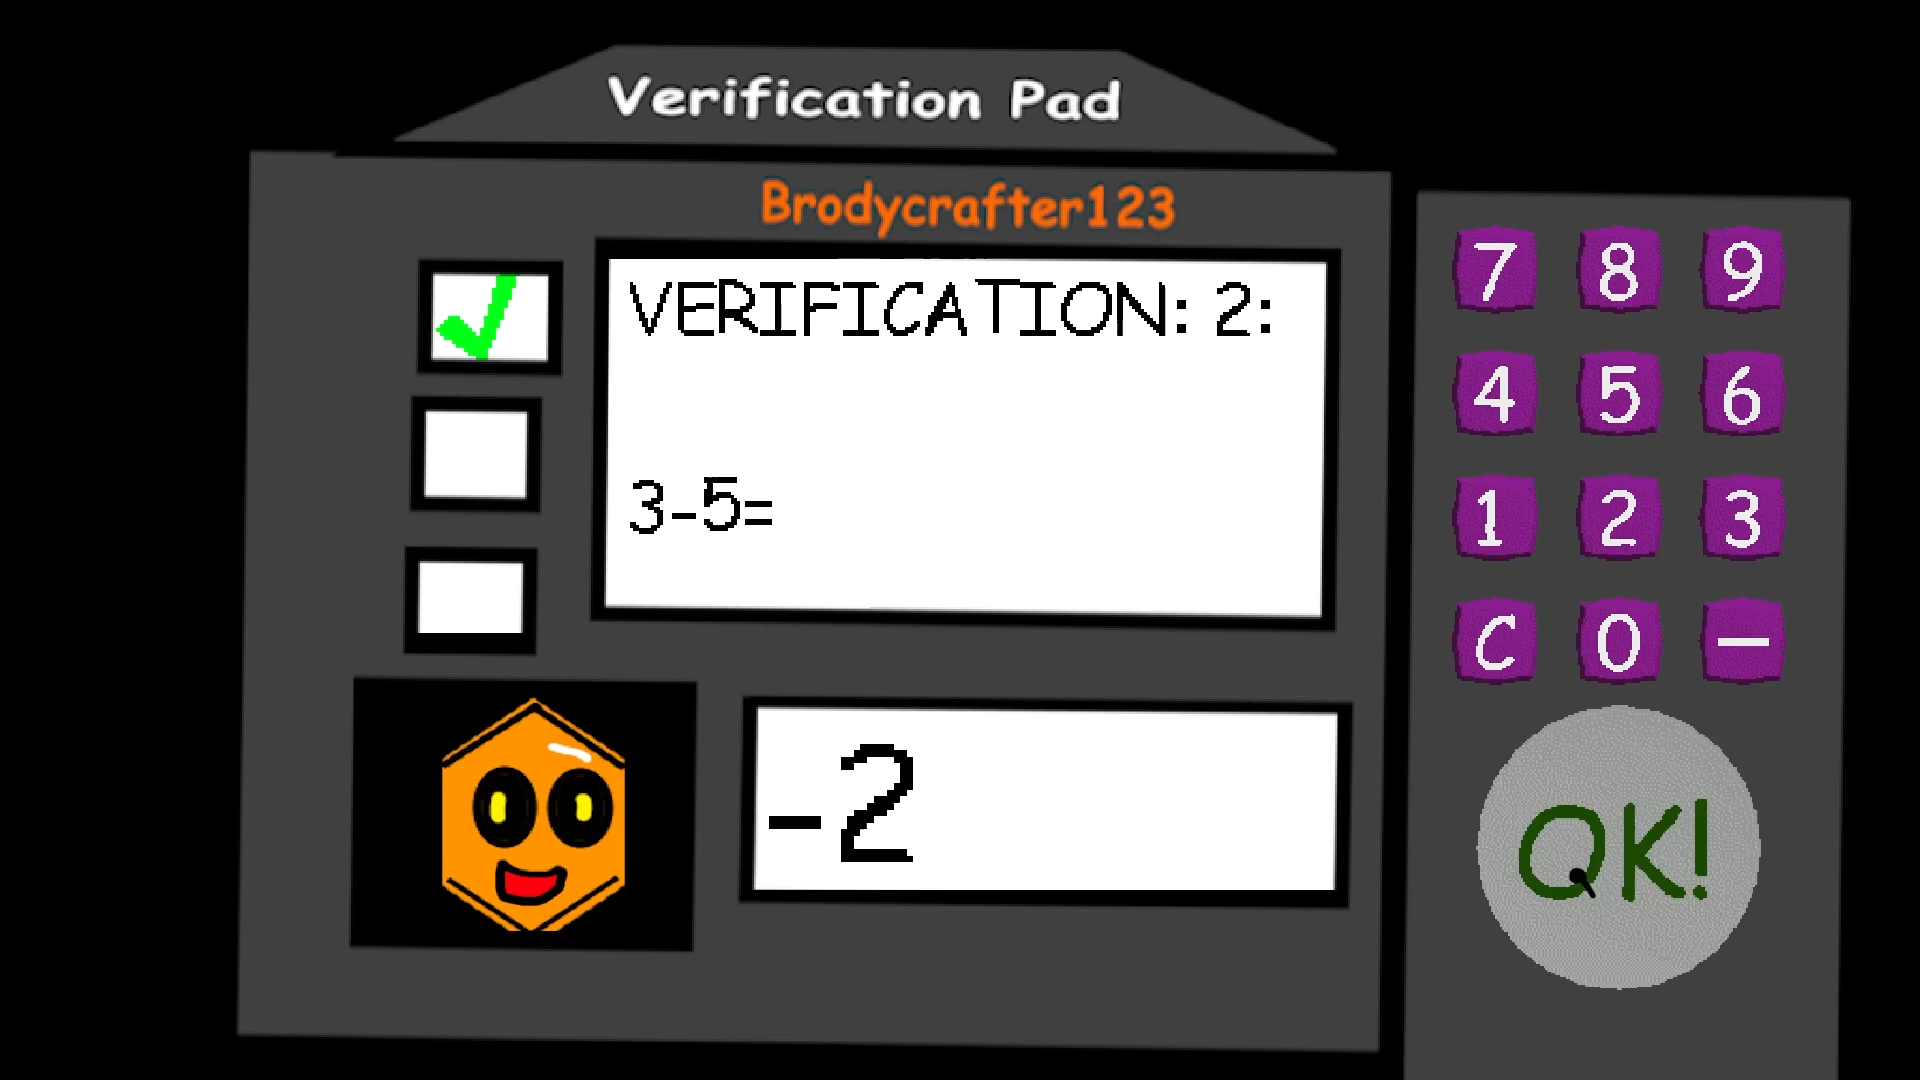 Verification Pad
Brodycrafter123
VERIFICATION: 2:
3-5=
-2
7 8 9
4 5 6
1 2 3
C 0 -
OK!